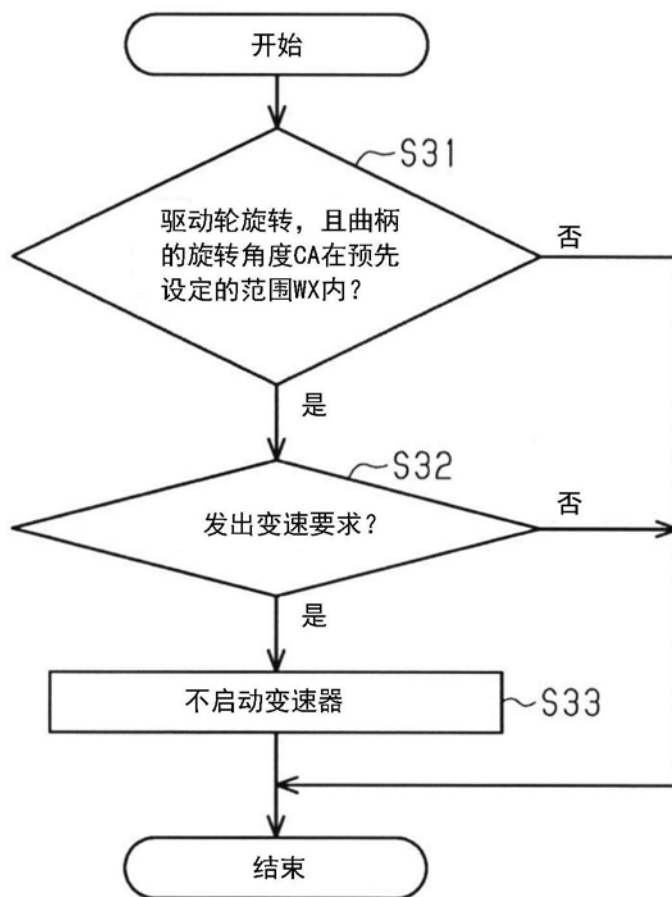 开始
S31
驱动轮旋转，且曲柄
的旋转角度CA在预先
设定的范围WX内？
否
是
S32
发出变速要求？
否
是
不启动变速器
S33
结束